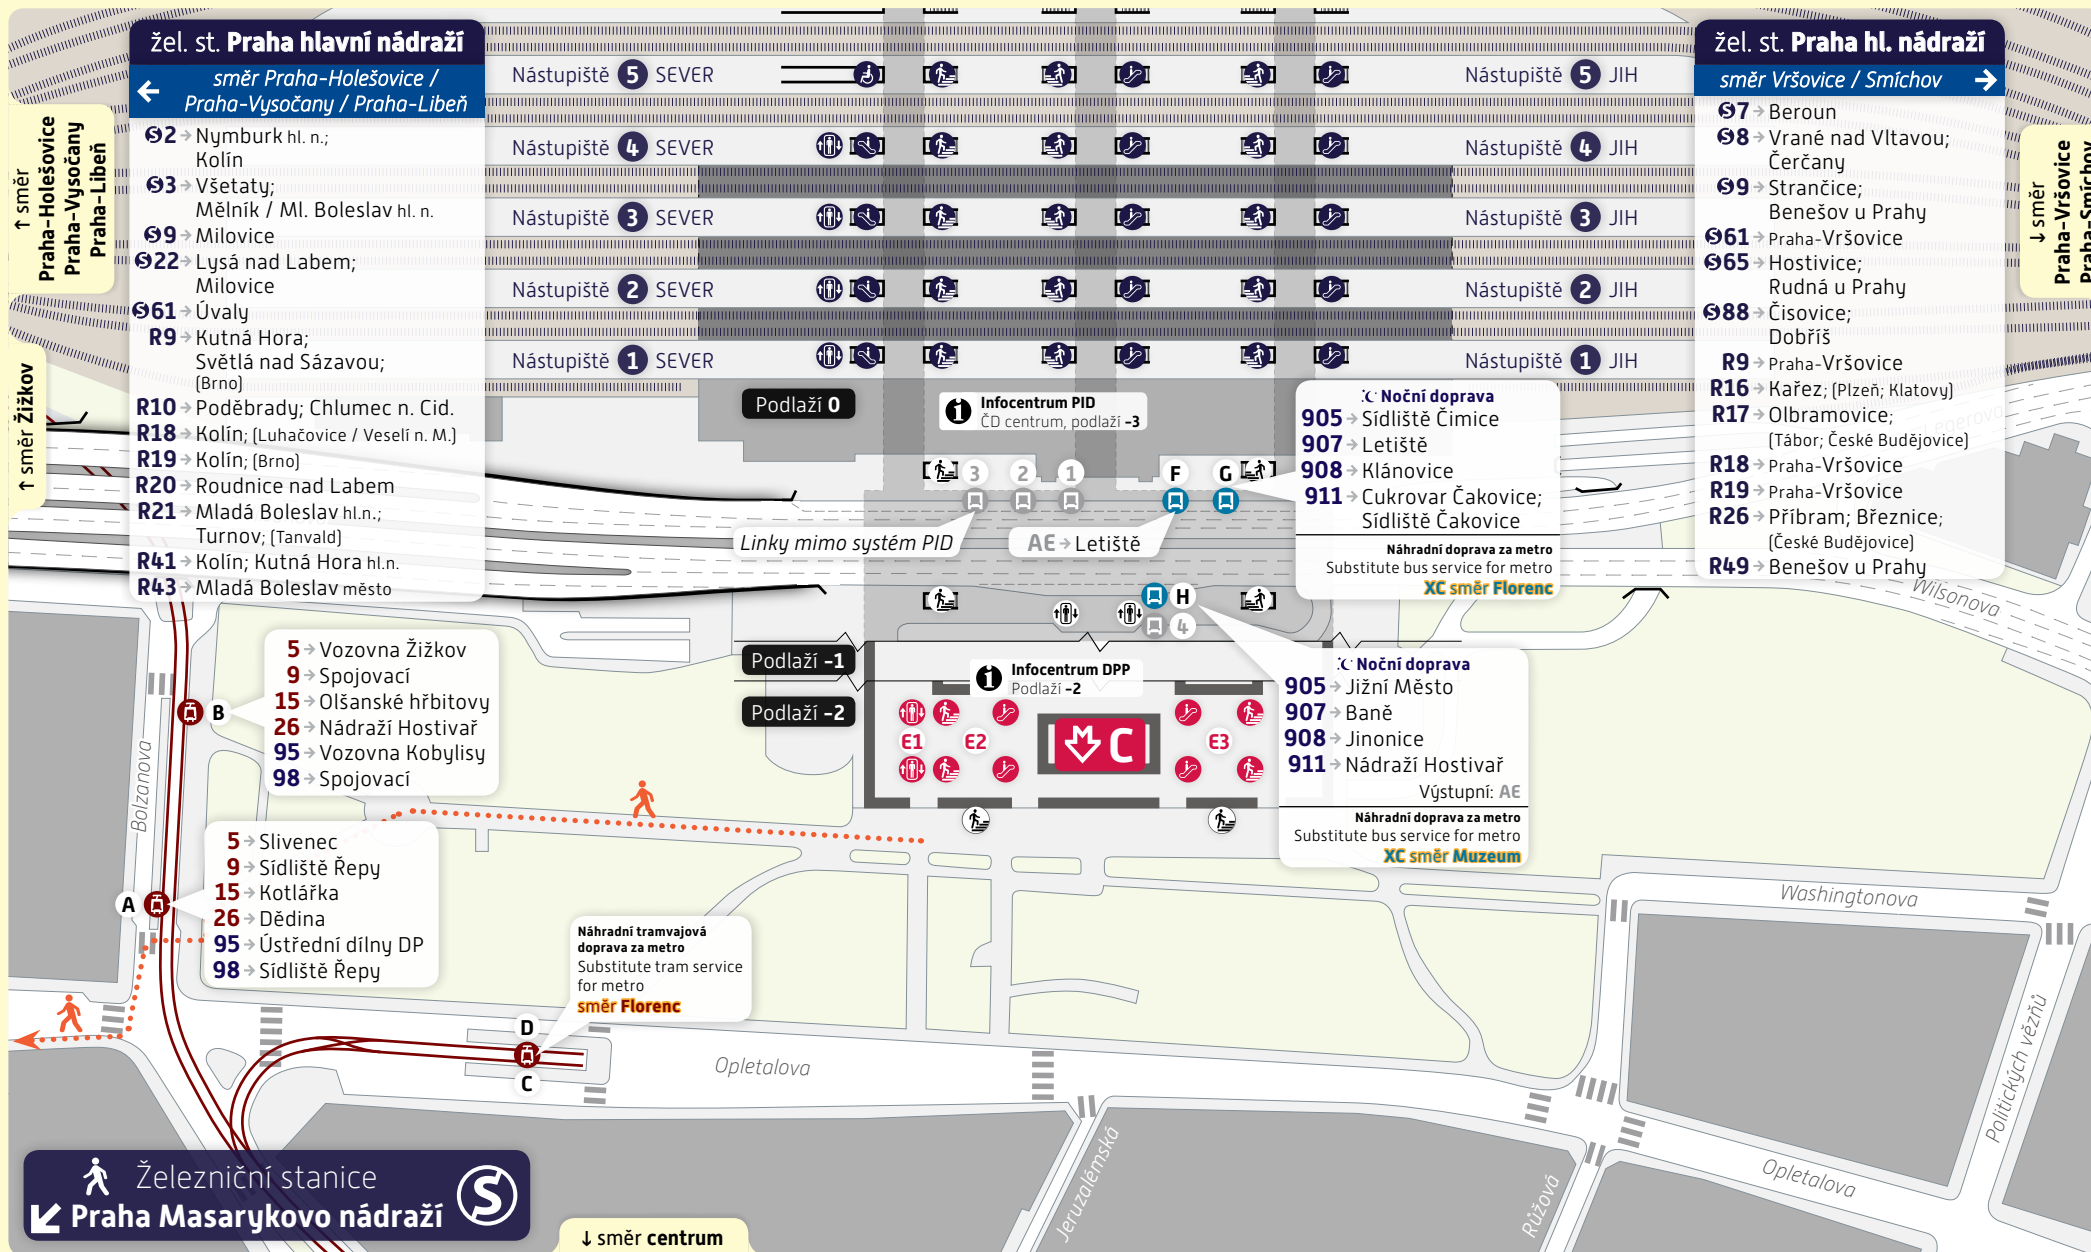 žel. st. Praha hlavní nádraží
← směr Praha-Holešovice /
Praha-Vysočany / Praha-Libeň
S2 → Nymburk hl. n.;
Kolín
S3 → Všetaty;
Mělník / Ml. Boleslav hl. n.
S9 → Milovice
S22 → Lysá nad Labem;
Milovice
S61 → Úvaly
R9 → Kutná Hora;
Světlá nad Sázavou;
(Brno)
R10 → Poděbrady; Chlumec n. Cid.
R18 → Kolín; (Luhačovice / Veselí n. M.)
R19 → Kolín; (Brno)
R20 → Roudnice nad Labem
R21 → Mladá Boleslav hl.n.;
Turnov; (Tanvald)
R41 → Kolín; Kutná Hora hl.n.
R43 → Mladá Boleslav město
↑ směr
Praha-Holešovice
Praha-Vysočany
Praha-Libeň
↑ směr Žižkov
Nástupiště 5 SEVER
Nástupiště 5 JIH
Nástupiště 4 SEVER
Nástupiště 4 JIH
Nástupiště 3 SEVER
Nástupiště 3 JIH
Nástupiště 2 SEVER
Nástupiště 2 JIH
Nástupiště 1 SEVER
Nástupiště 1 JIH
žel. st. Praha hl. nádraží
směr Vršovice / Smíchov →
S7 → Beroun
S8 → Vrané nad Vltavou;
Čerčany
S9 → Strančice;
Benešov u Prahy
S61 → Praha-Vršovice
S65 → Hostivice;
Rudná u Prahy
S88 → Čisovice;
Dobříš
R9 → Praha-Vršovice
R16 → Kařez; (Plzeň; Klatovy)
R17 → Olbramovice;
(Tábor; České Budějovice)
R18 → Praha-Vršovice
R19 → Praha-Vršovice
R26 → Příbram; Březnice;
(České Budějovice)
R49 → Benešov u Prahy
↓ směr
Praha-Vršovice
Praha-Smíchov
Legerova
Wilsonova
Podlaží 0
Infocentrum PID
ČD centrum, podlaží -3
3 2 1 F G
Linky mimo systém PID
AE → Letiště
Noční doprava
905 → Sídliště Čimice
907 → Letiště
908 → Klánovice
911 → Cukrovar Čakovice;
Sídliště Čakovice
Náhradní doprava za metro
Substitute bus service for metro
XC směr Florenc
H
4
Podlaží -1
Infocentrum DPP
Podlaží -2
Podlaží -2
E1 E2 M C E3
Noční doprava
905 → Jižní Město
907 → Baně
908 → Jinonice
911 → Nádraží Hostivař
Výstupní: AE
Náhradní doprava za metro
Substitute bus service for metro
XC směr Muzeum
B
5 → Vozovna Žižkov
9 → Spojovací
15 → Olšanské hřbitovy
26 → Nádraží Hostivař
95 → Vozovna Kobylisy
98 → Spojovací
Bolzanova
A
5 → Slivenec
9 → Sídliště Řepy
15 → Kotlářka
26 → Dědina
95 → Ústřední dílny DP
98 → Sídliště Řepy
Náhradní tramvajová
doprava za metro
Substitute tram service
for metro
směr Florenc
D
C
Opletalova
Washingtonova
Politických vězňů
Jeruzalémská
Růžová
Opletalova
Železniční stanice
Praha Masarykovo nádraží
S
↓ směr centrum